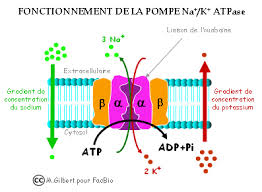 FONCTIONNEMENT DE LA POMPE Na⁺/K⁺ ATPase
3 Na⁺
Liaison de l'ouabaïne
Extracellulaire
Gradient de
concentration
du sodium
β α α β
Gradient de
concentration
du potassium
Cytosol
ATP
ADP+Pi
2 K⁺
cc M.Gilbert pour FacBio